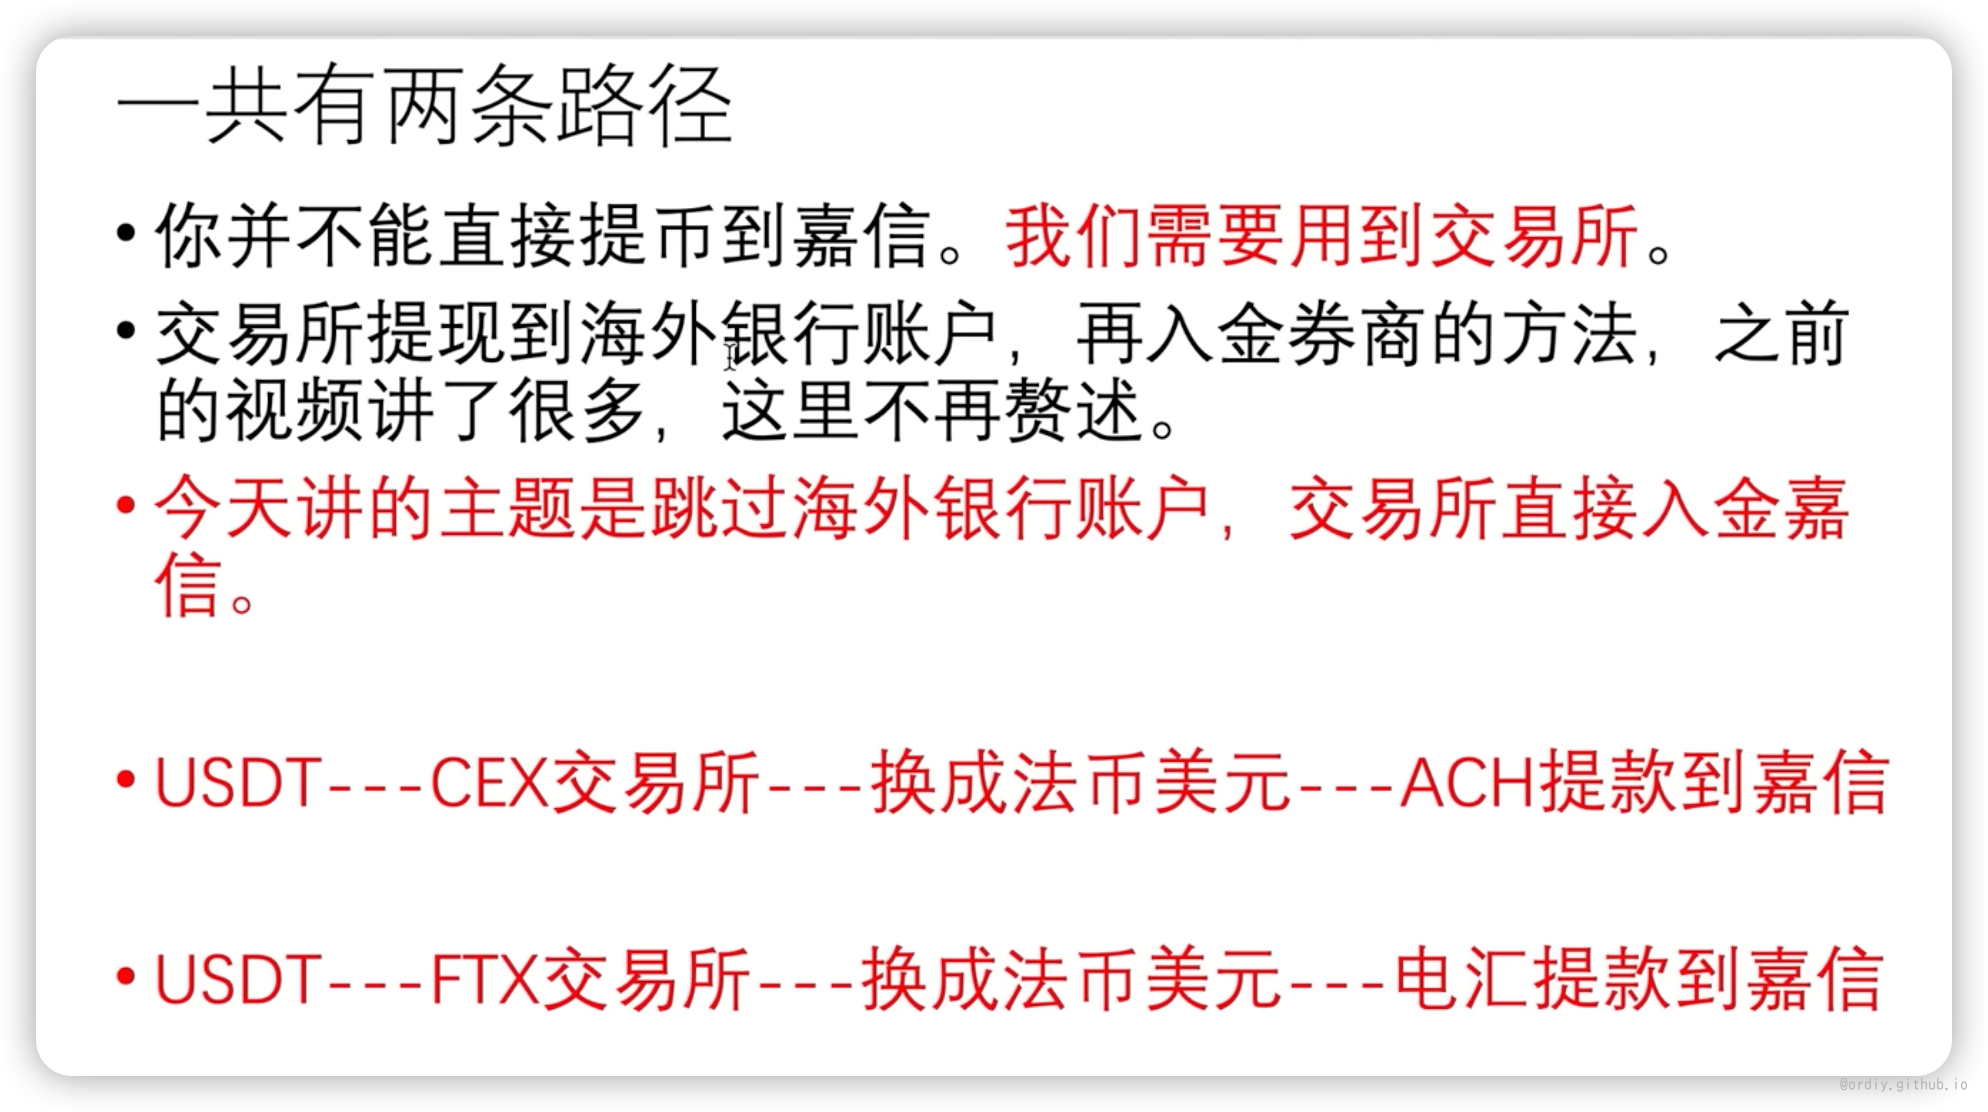 一共有两条路径
• 你并不能直接提币到嘉信。我们需要用到交易所。
• 交易所提现到海外银行账户，再入金券商的方法，之前
的视频讲了很多，这里不再赘述。
• 今天讲的主题是跳过海外银行账户，交易所直接入金嘉
信。
• USDT---CEX交易所---换成法币美元---ACH提款到嘉信
• USDT---FTX交易所---换成法币美元---电汇提款到嘉信
@ordiy.github.io